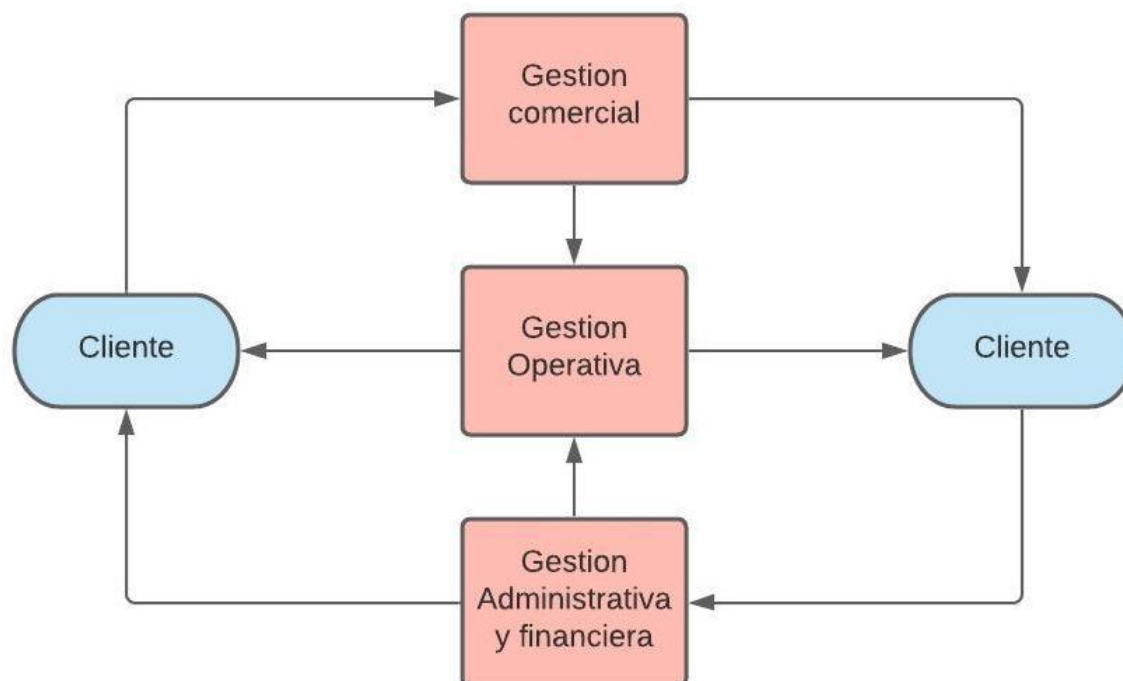 Gestion
comercial
Cliente
Gestion
Operativa
Cliente
Gestion
Administrativa
y financiera